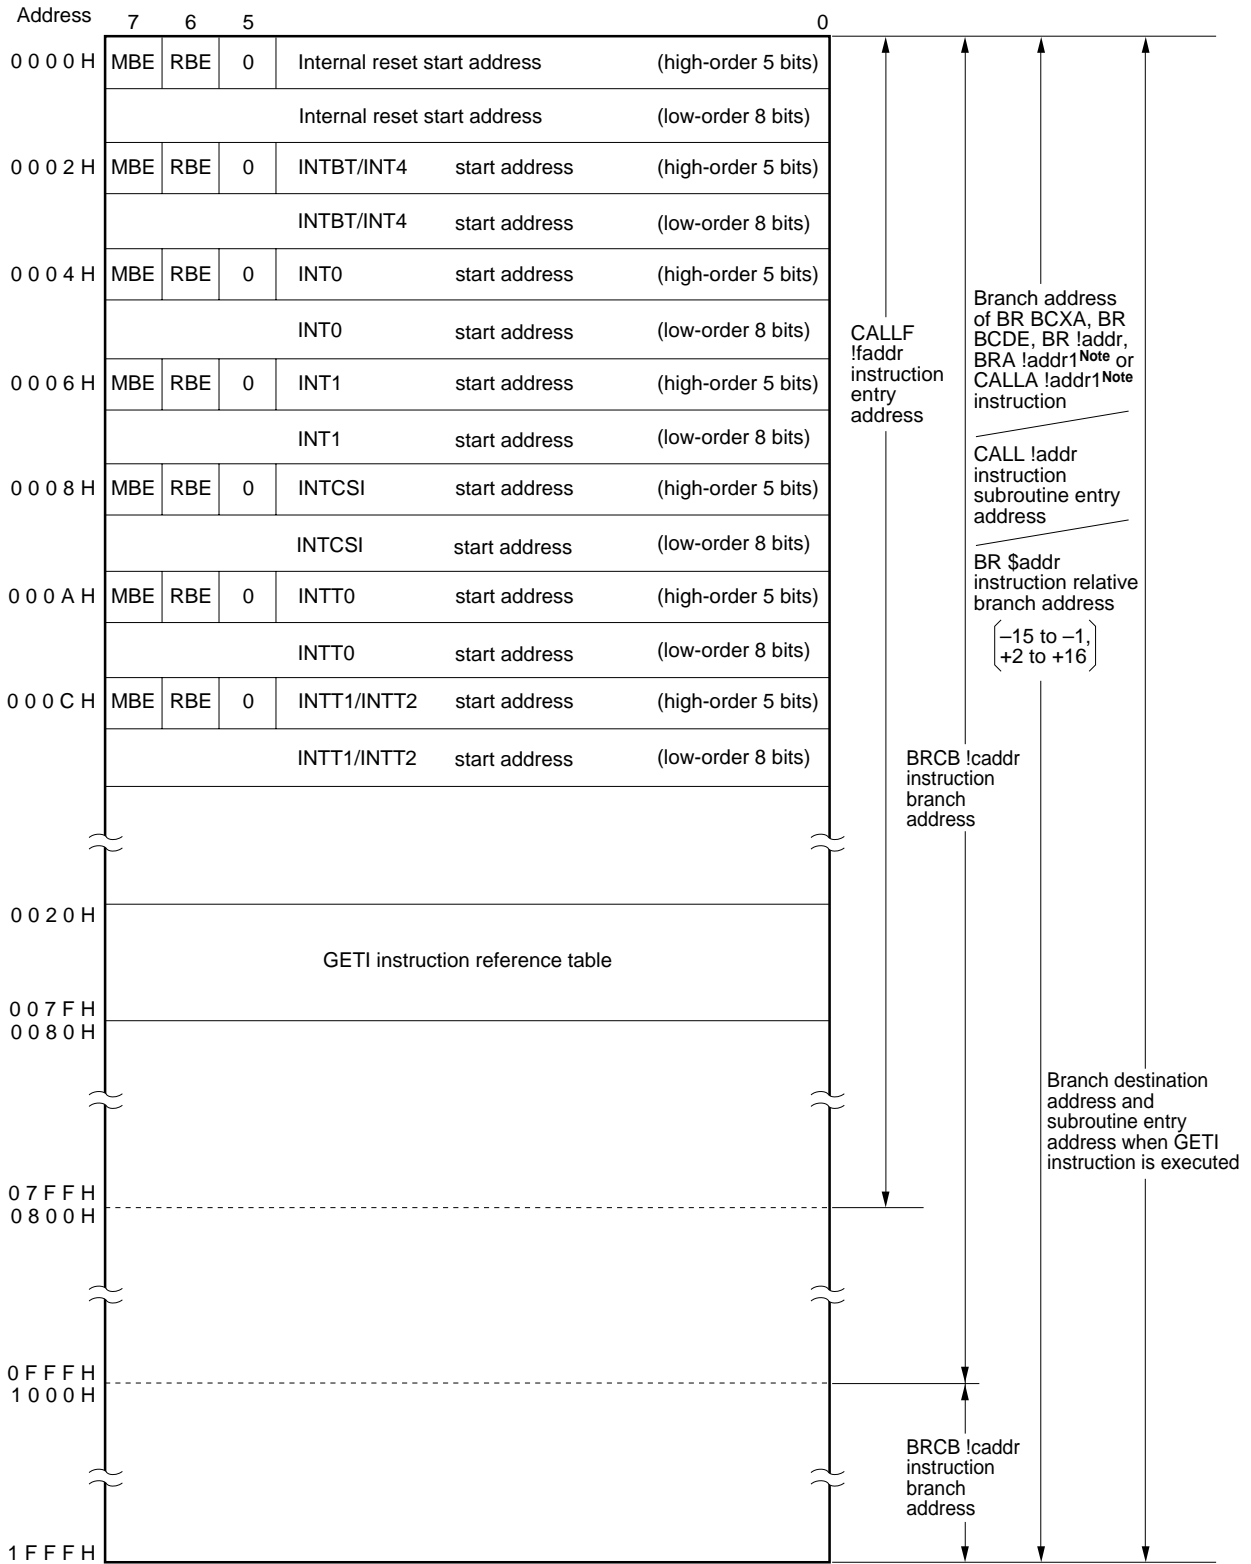 Address 7 6 5 0
0000H MBE RBE 0 Internal reset start address (high-order 5 bits)
Internal reset start address (low-order 8 bits)
0002H MBE RBE 0 INTBT/INT4 start address (high-order 5 bits)
INTBT/INT4 start address (low-order 8 bits)
0004H MBE RBE 0 INT0 start address (high-order 5 bits)
INT0 start address (low-order 8 bits)
0006H MBE RBE 0 INT1 start address (high-order 5 bits)
INT1 start address (low-order 8 bits)
0008H MBE RBE 0 INTCSI start address (high-order 5 bits)
INTCSI start address (low-order 8 bits)
000AH MBE RBE 0 INTT0 start address (high-order 5 bits)
INTT0 start address (low-order 8 bits)
000CH MBE RBE 0 INTT1/INTT2 start address (high-order 5 bits)
INTT1/INTT2 start address (low-order 8 bits)
0020H
GETI instruction reference table
007FH
0080H
07FFH
0800H
0FFFH
1000H
1FFFH
CALLF
!faddr
instruction
entry
address
Branch address
of BR BCXA, BR
BCDE, BR !addr,
BRA !addr1Note or
CALLA !addr1Note
instruction
CALL !addr
instruction
subroutine entry
address
BR $addr
instruction relative
branch address
–15 to –1,
+2 to +16
BRCB !caddr
instruction
branch
address
Branch destination
address and
subroutine entry
address when GETI
instruction is executed
BRCB !caddr
instruction
branch
address